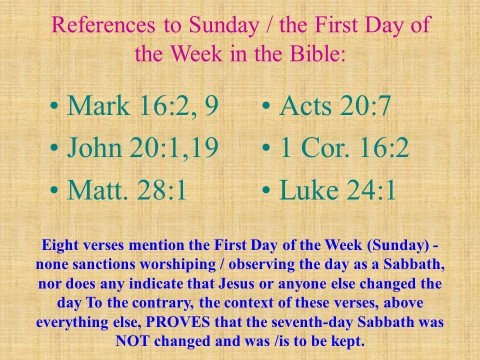 References to Sunday / the First Day of
the Week in the Bible:
• Mark 16:2, 9
• John 20:1,19
• Matt. 28:1
• Acts 20:7
• 1 Cor. 16:2
• Luke 24:1
Eight verses mention the First Day of the Week (Sunday) -
none sanctions worshiping / observing the day as a Sabbath,
nor does any indicate that Jesus or anyone else changed the
day To the contrary, the context of these verses, above
everything else, PROVES that the seventh-day Sabbath was
NOT changed and was /is to be kept.